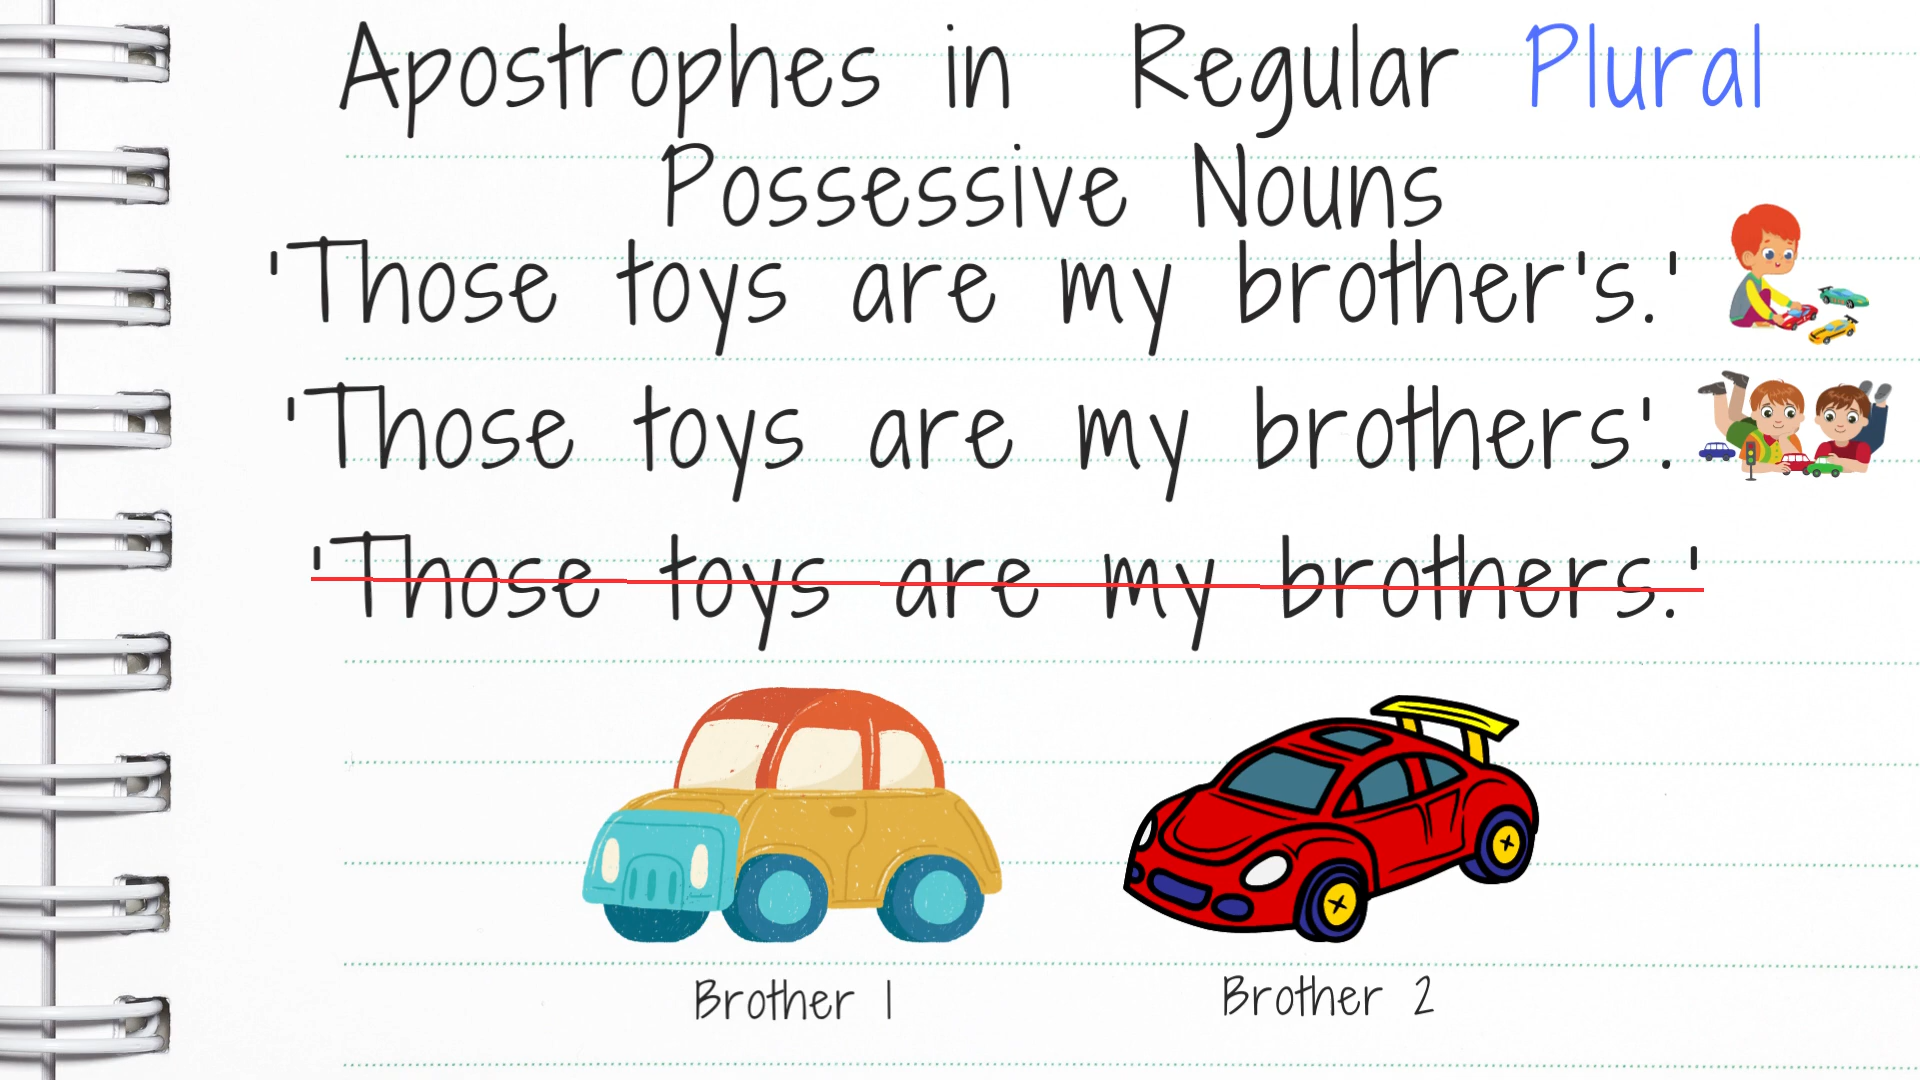 Apostrophes in Regular Plural
Possessive Nouns
'Those toys are my brother's.'
'Those toys are my brothers'.
'Those toys are my brothers.'
Brother 1
Brother 2